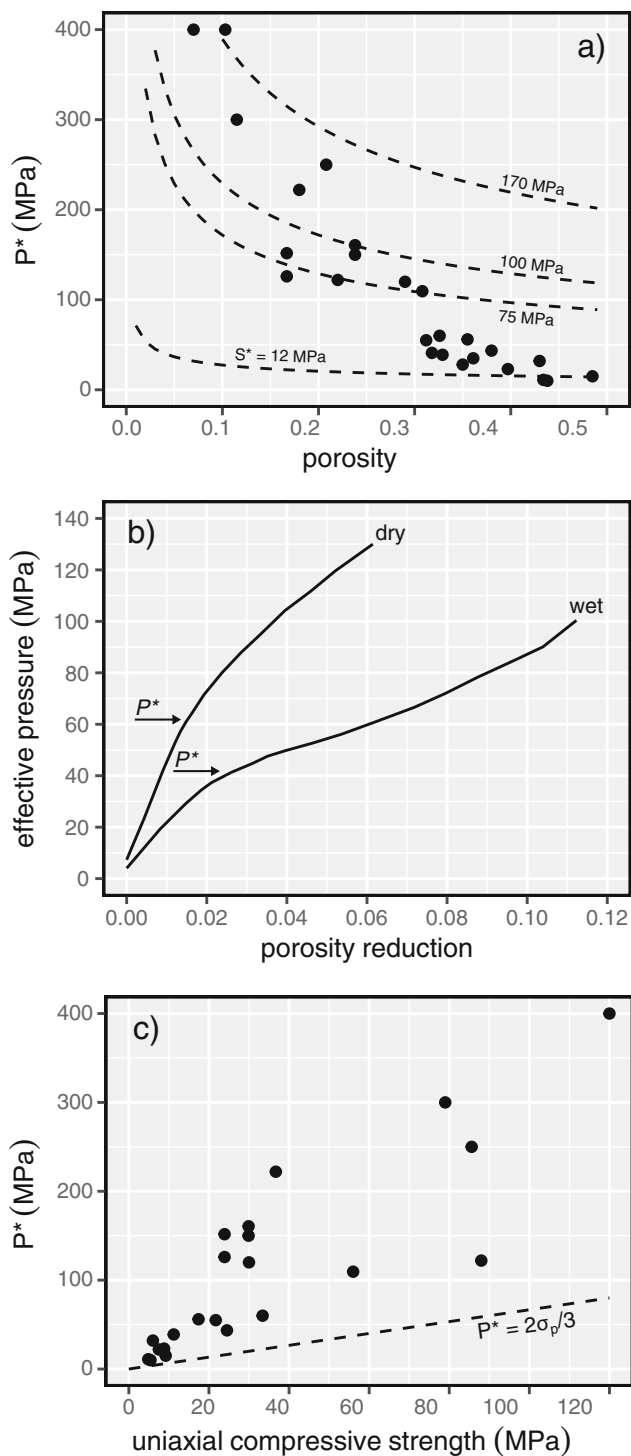 a)
P* (MPa)
400
300
200
100
0
170 MPa
100 MPa
75 MPa
S* = 12 MPa
0.0 0.1 0.2 0.3 0.4 0.5
porosity
b)
effective pressure (MPa)
140
120
100
80
60
40
20
0
dry
wet
P*
P*
0.00 0.02 0.04 0.06 0.08 0.10 0.12
porosity reduction
c)
P* (MPa)
400
300
200
100
0
P* = 2σp/3
0 20 40 60 80 100 120
uniaxial compressive strength (MPa)